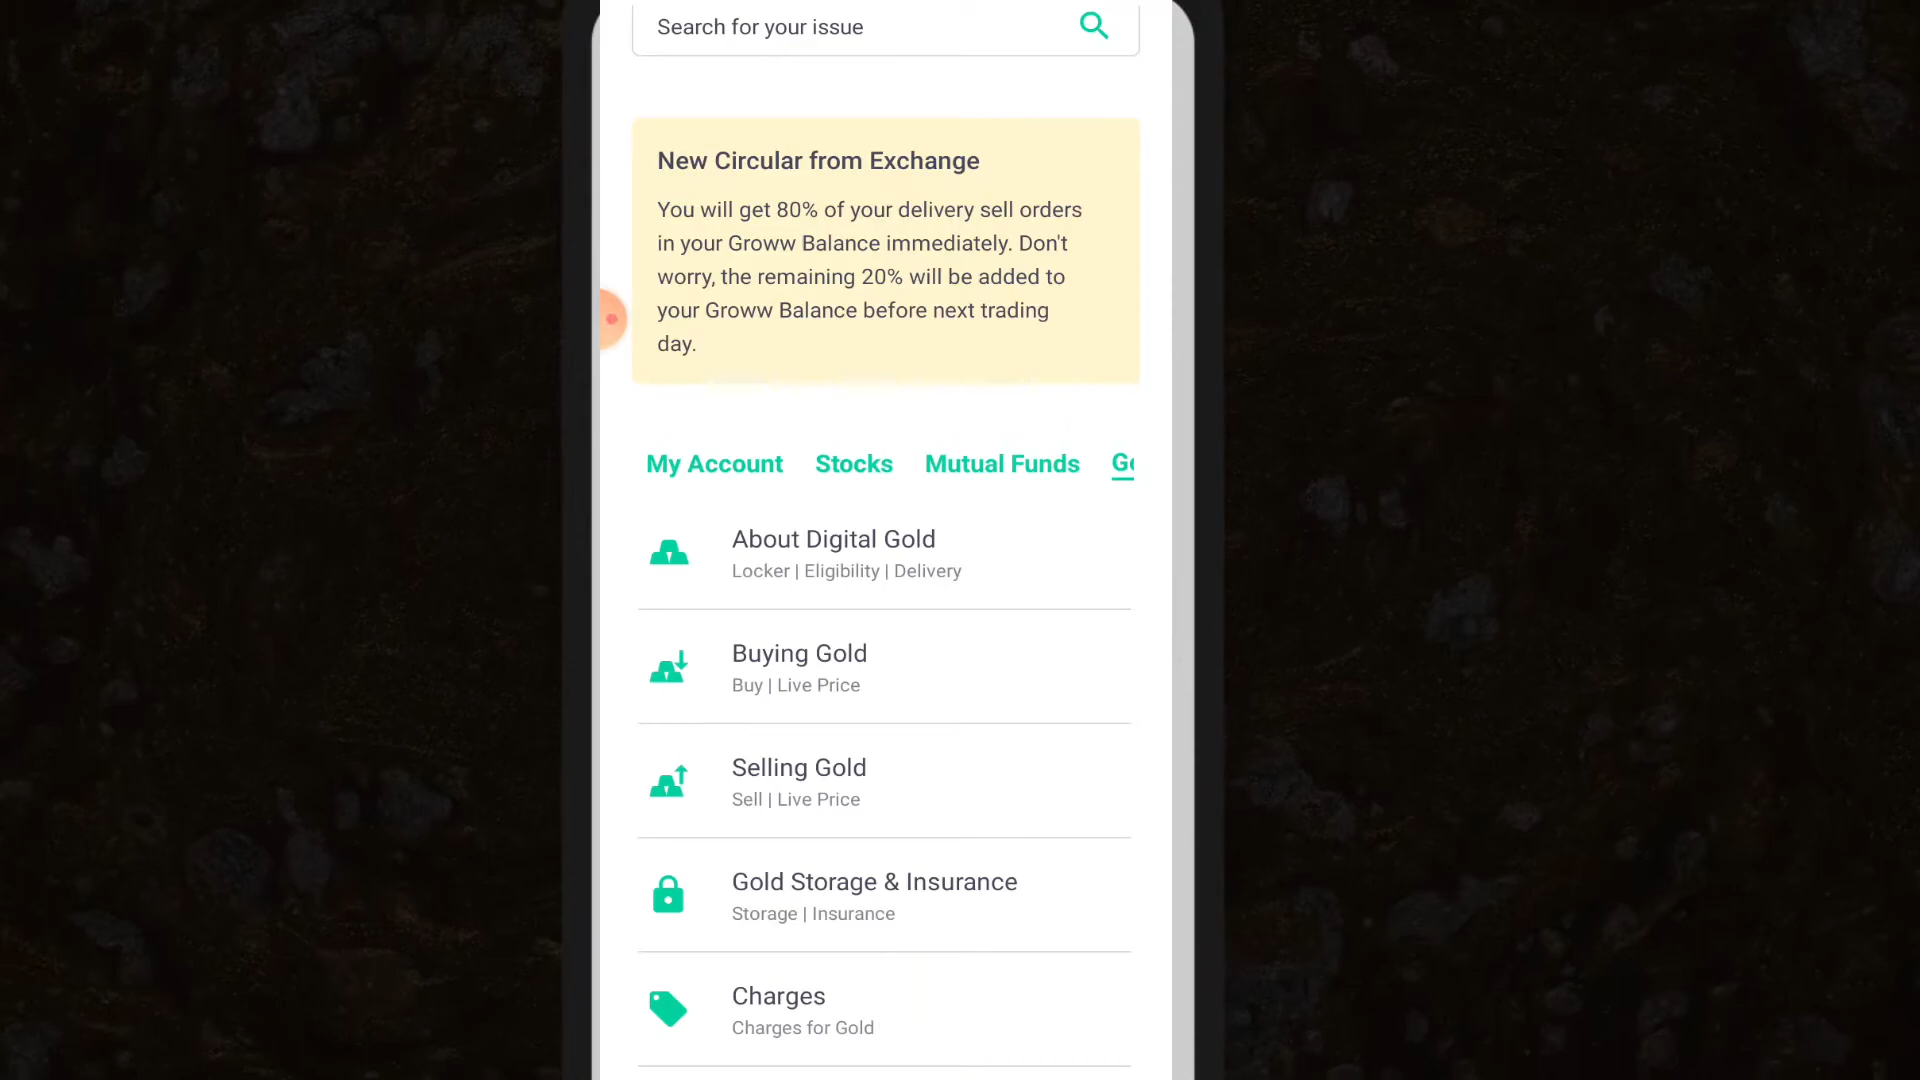 Search for your issue
New Circular from Exchange
You will get 80% of your delivery sell orders
in your Groww Balance immediately. Don't
worry, the remaining 20% will be added to
your Groww Balance before next trading
day.
My Account Stocks Mutual Funds
About Digital Gold
Locker | Eligibility | Delivery
Buying Gold
Buy | Live Price
Selling Gold
Sell | Live Price
Gold Storage & Insurance
Storage | Insurance
Charges
Charges for Gold